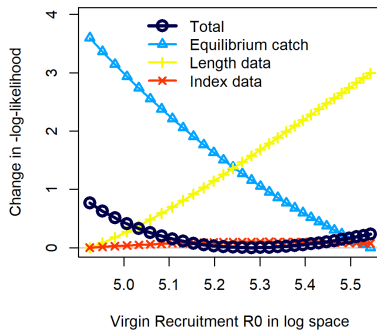 Total
Equilibrium catch
Length data
Index data
Change in -log-likelihood
4
3
2
1
0
5.0
5.1
5.2
5.3
5.4
5.5
Virgin Recruitment R0 in log space